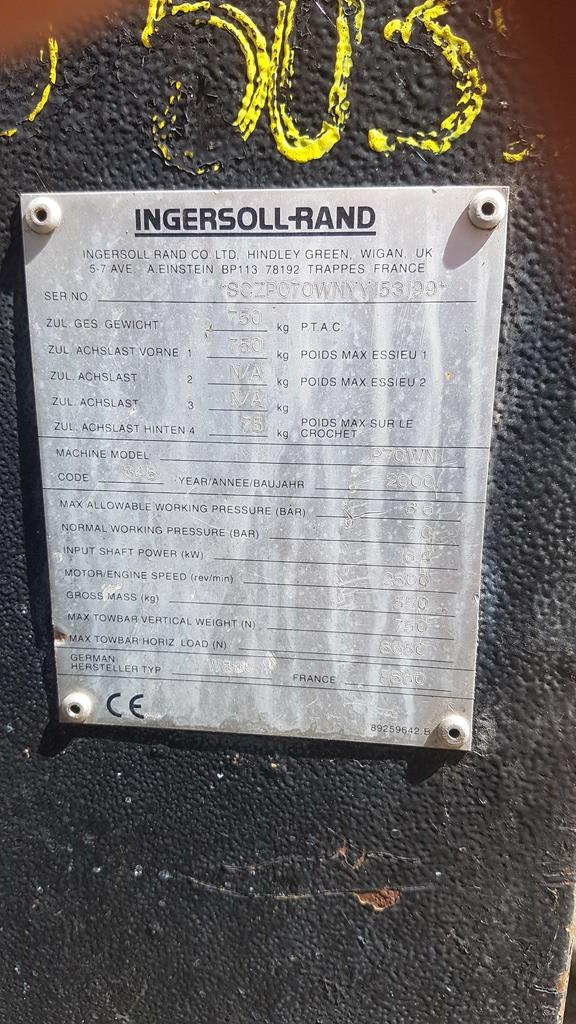 503
INGERSOLL-RAND
INGERSOLL RAND CO. LTD. HINDLEY GREEN, WIGAN, UK
5-7 AVE A.EINSTEIN BP113 78192 TRAPPES FRANCE
SER.NO. *SCZP070WNYY153199*
ZUL. GES. GEWICHT 750 kg P.T.A.C.
ZUL. ACHSLAST VORNE 1 750 kg POIDS MAX ESSIEU 1
ZUL. ACHSLAST 2 N/A kg POIDS MAX ESSIEU 2
ZUL. ACHSLAST 3 N/A kg
ZUL. ACHSLAST HINTEN 4 75 kg POIDS MAX SUR LE CROCHET
MACHINE MODEL P70WN
CODE YEAR/ANNEE/BAUJAHR 2000
MAX ALLOWABLE WORKING PRESSURE (BAR)
NORMAL WORKING PRESSURE (BAR)
INPUT SHAFT POWER (kW)
MOTOR/ENGINE SPEED (rev/min)
GROSS MASS (kg)
MAX TOWBAR VERTICAL WEIGHT (N) 750
MAX TOWBAR HORIZ. LOAD (N)
GERMAN
HERSTELLER TYP FRANCE
CE
89259642 B